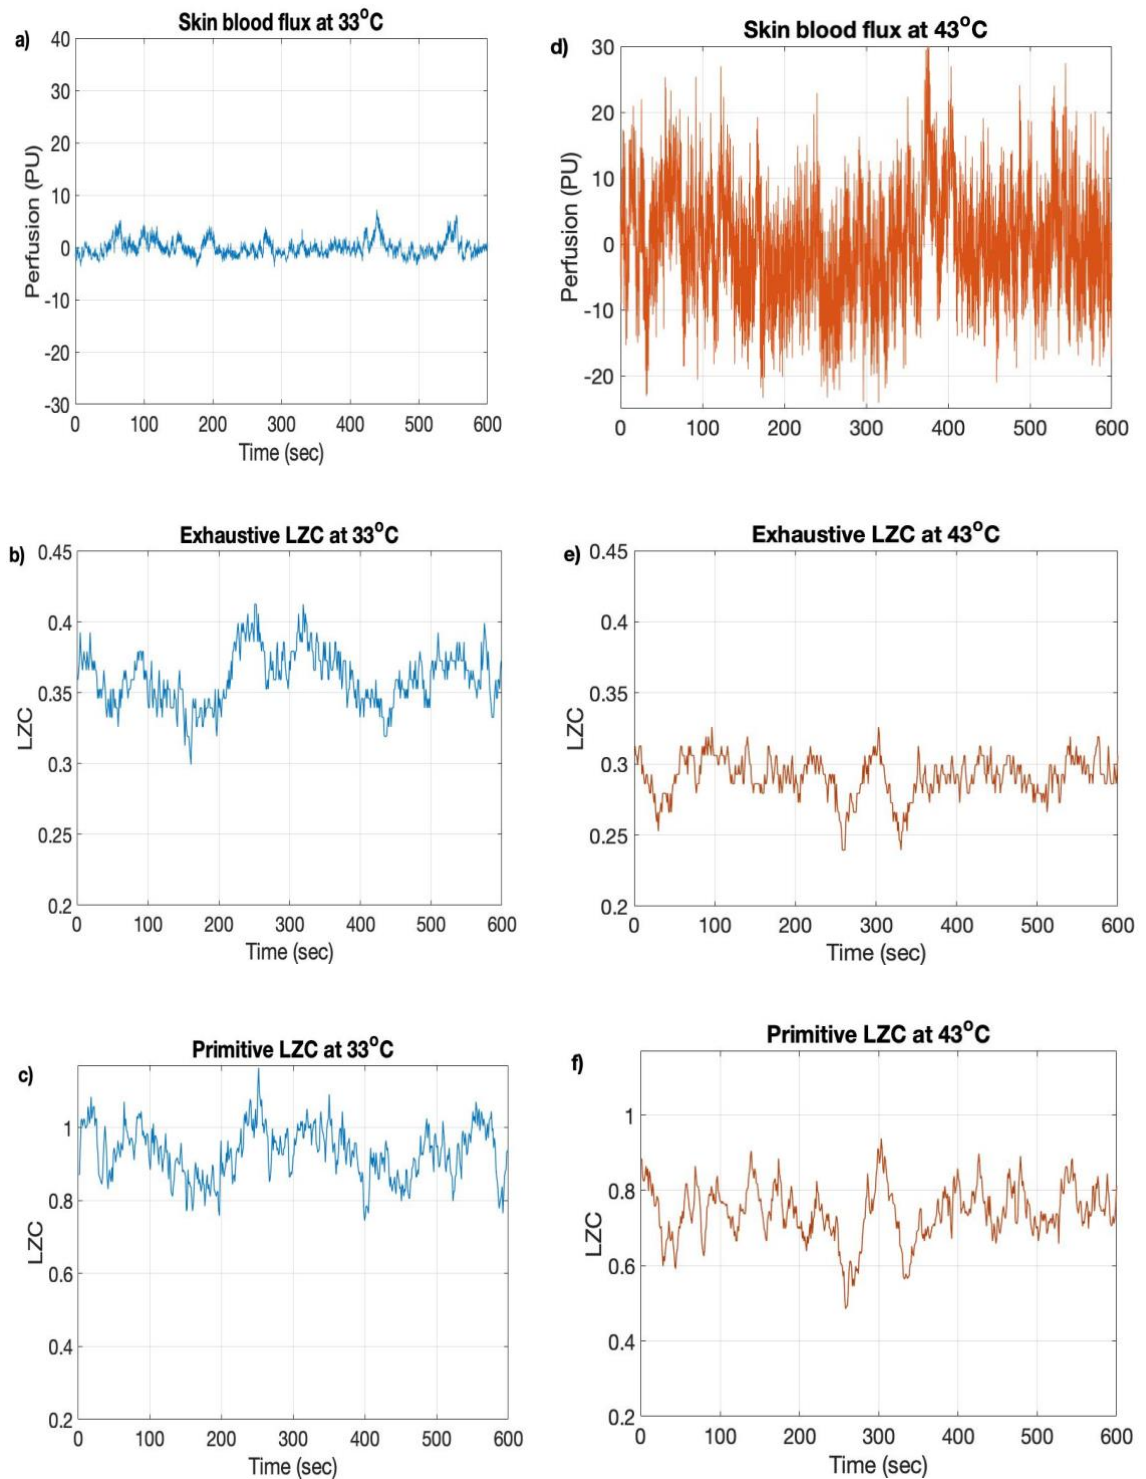 a)
Skin blood flux at 33°C
Perfusion (PU)
40
30
20
10
0
-10
-20
-30
0 100 200 300 400 500 600
Time (sec)
d)
Skin blood flux at 43°C
Perfusion (PU)
30
20
10
0
-10
-20
0 100 200 300 400 500 600
Time (sec)
b)
Exhaustive LZC at 33°C
LZC
0.45
0.4
0.35
0.3
0.25
0.2
0 100 200 300 400 500 600
Time (sec)
e)
Exhaustive LZC at 43°C
LZC
0.45
0.4
0.35
0.3
0.25
0.2
0 100 200 300 400 500 600
Time (sec)
c)
Primitive LZC at 33°C
LZC
1
0.8
0.6
0.4
0.2
0 100 200 300 400 500 600
Time (sec)
f)
Primitive LZC at 43°C
LZC
1
0.8
0.6
0.4
0.2
0 100 200 300 400 500 600
Time (sec)